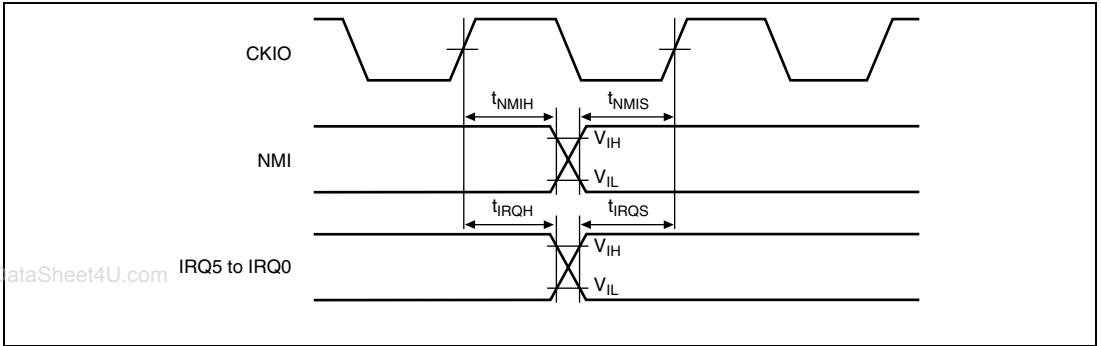 CKIO
tNMIH tNMIS
VIH
NMI
VIL
tIRQH tIRQS
VIH
IRQ5 to IRQ0
VIL
ataSheet4U.com